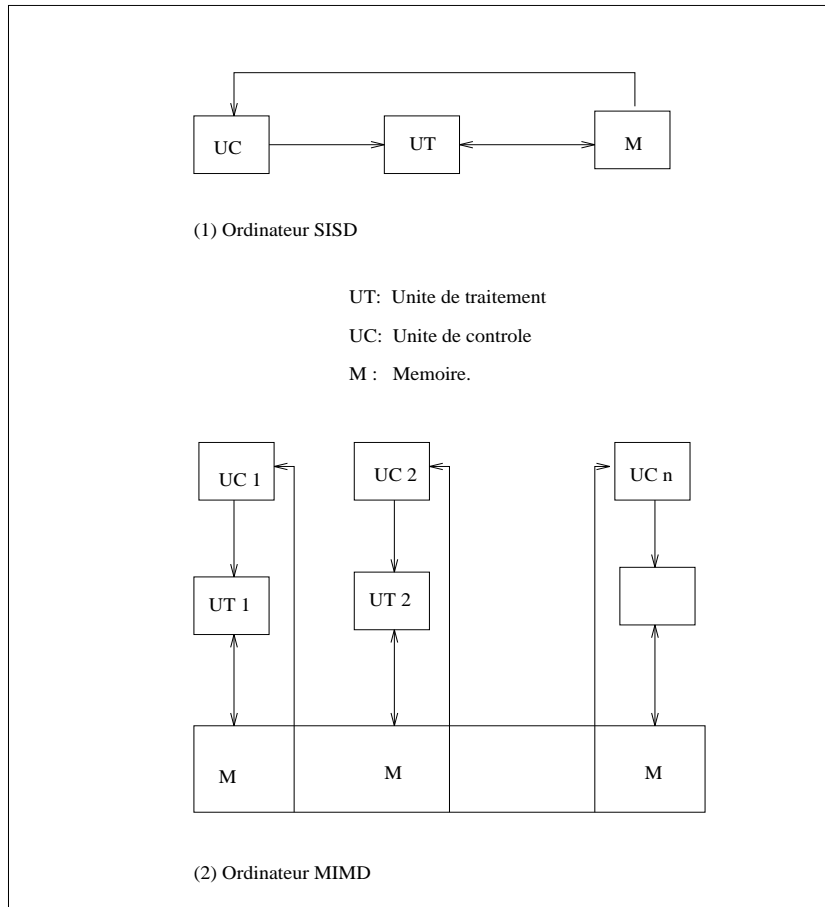 UC UT M
(1) Ordinateur SISD
UT: Unite de traitement
UC: Unite de controle
M : Memoire.
UC 1 UC 2 UC n
UT 1 UT 2
M M M
(2) Ordinateur MIMD